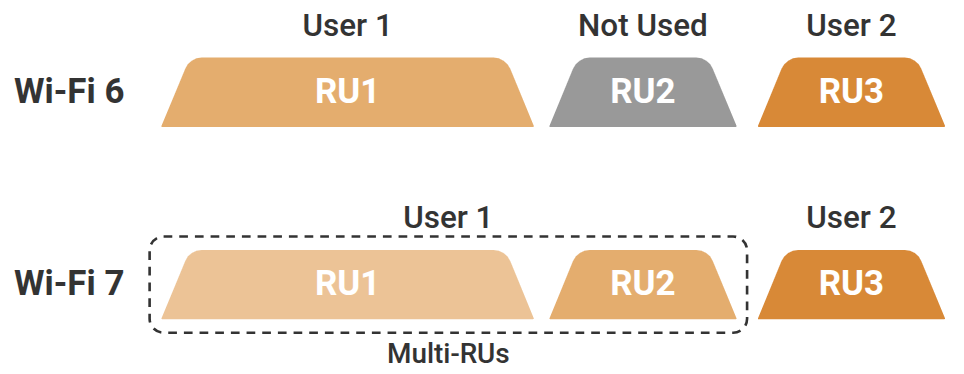 User 1 Not Used User 2
Wi-Fi 6 RU1 RU2 RU3
User 1 User 2
Wi-Fi 7 RU1 RU2 RU3
Multi-RUs